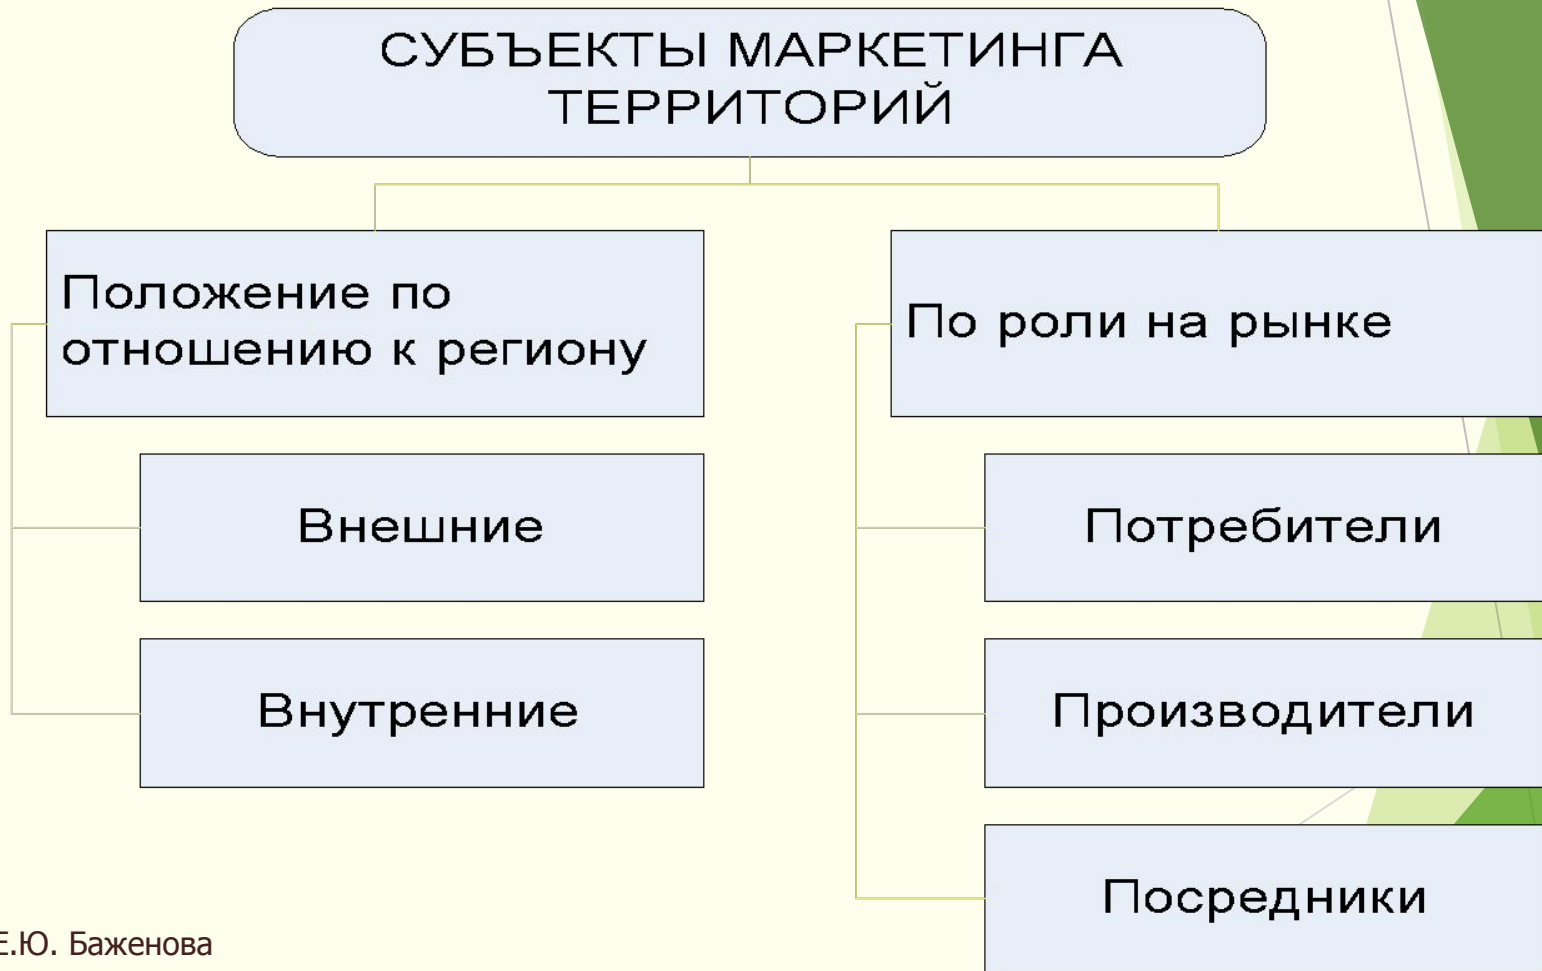 СУБЪЕКТЫ МАРКЕТИНГА
ТЕРРИТОРИЙ
Положение по
отношению к региону
Внешние
Внутренние
По роли на рынке
Потребители
Производители
Посредники
Е.Ю. Баженова